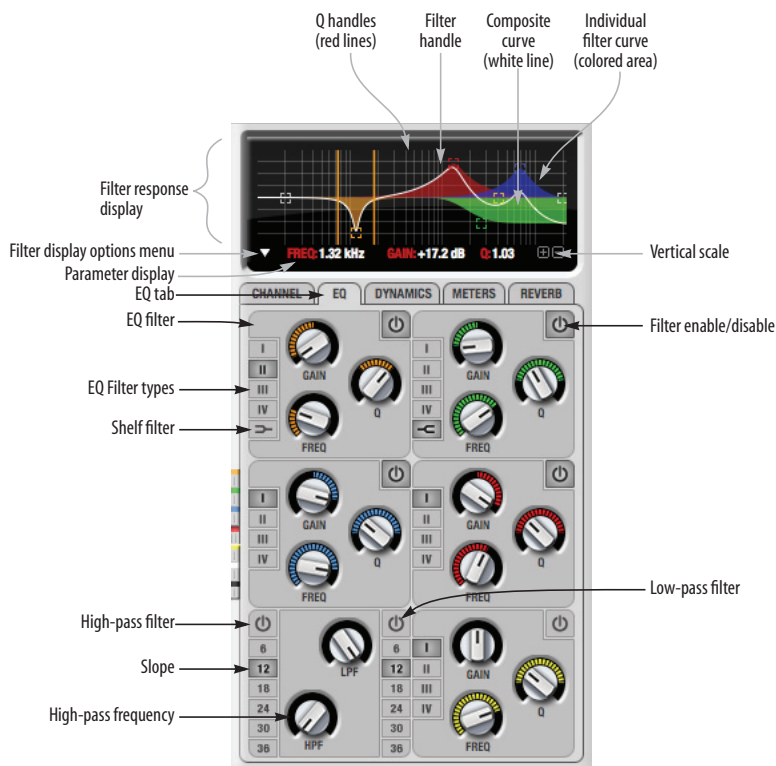 Q handles
(red lines)
Filter
handle
Composite
curve
(white line)
Individual
filter curve
(colored area)
Filter response
display
Filter display options menu
FREQ: 1.32 kHz GAIN: +17.2 dB Q: 1.03
Vertical scale
Parameter display
EQ tab
CHANNEL EQ DYNAMICS METERS REVERB
EQ filter
Filter enable/disable
EQ Filter types
Shelf filter
I
II
III
IV
GAIN
Q
FREQ
I
II
III
IV
GAIN
Q
FREQ
I
II
III
IV
GAIN
Q
FREQ
I
II
III
IV
GAIN
Q
FREQ
Low-pass filter
High-pass filter
Slope
High-pass frequency
6
12
18
24
30
36
LPF
HPF
6
12
18
24
30
36
I
II
III
IV
GAIN
Q
FREQ